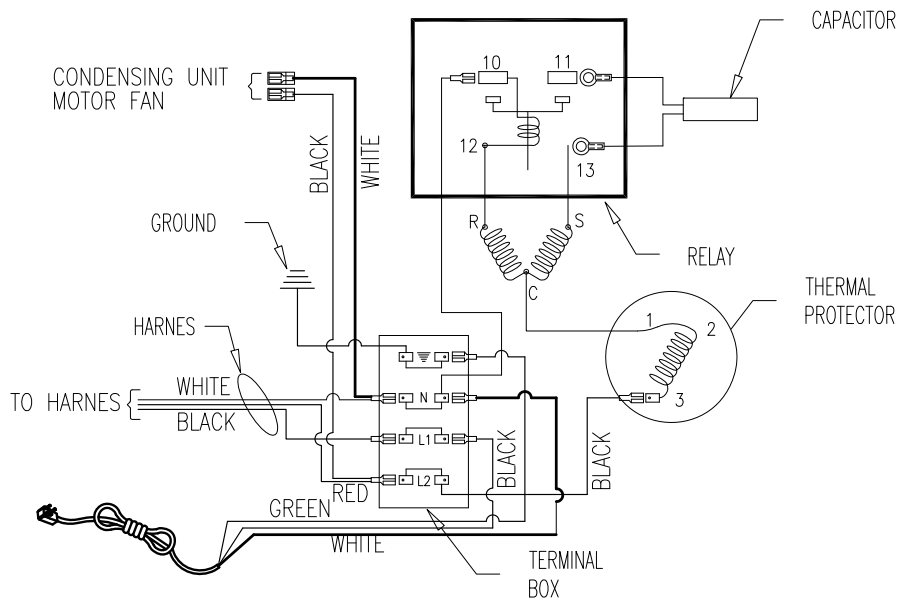 CAPACITOR
CONDENSING UNIT
MOTOR FAN
10
11
12
13
BLACK
WHITE
GROUND
R
S
C
RELAY
THERMAL
PROTECTOR
1
2
3
HARNES
TO HARNES
WHITE
BLACK
N
L1
L2
BLACK
BLACK
RED
GREEN
WHITE
TERMINAL
BOX